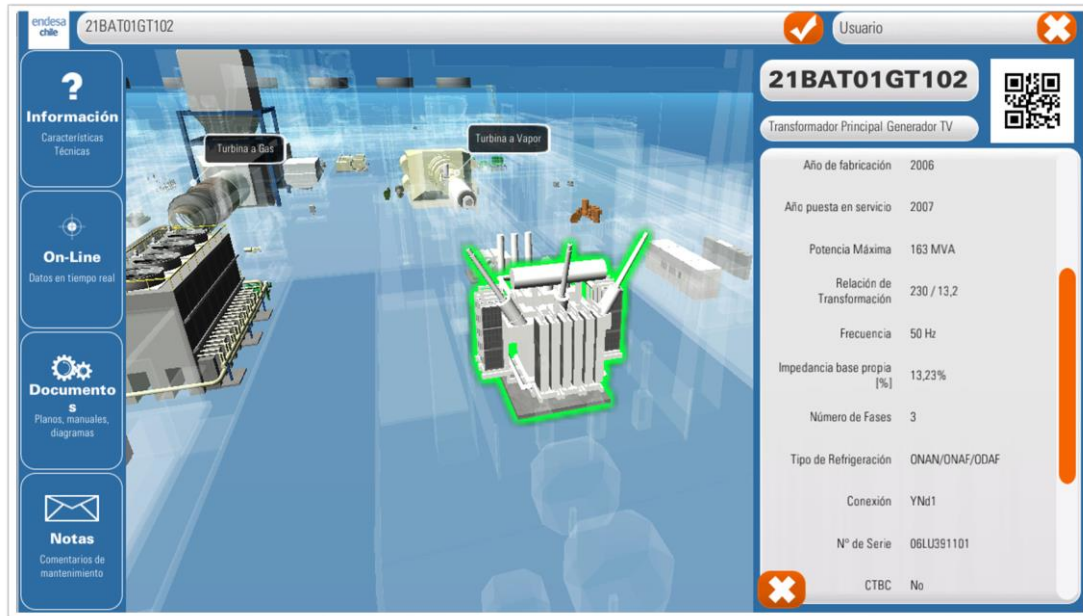 endesa
chile
21BAT01GT102
Usuario
?
Información
Características
Técnicas
On-Line
Datos en tiempo real
Documento
s
Planos, manuales,
diagramas
Notas
Comentarios de
mantenimiento
Turbina a Gas
Turbina a Vapor
21BAT01GT102
Transformador Principal Generador TV
Año de fabricación 2006
Año puesta en servicio 2007
Potencia Máxima 163 MVA
Relación de
Transformación 230 / 13,2
Frecuencia 50 Hz
Impedancia base propia
[%] 13,23%
Número de Fases 3
Tipo de Refrigeración ONAN/ONAF/ODAF
Conexión YNd1
N° de Serie 06LU391101
CTBC No